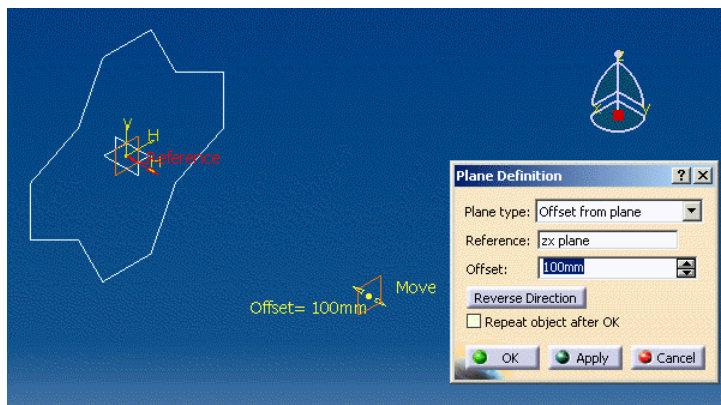 Z
X
Y
V
H
Reference
H
Move
Offset= 100mm
Plane Definition
?
Plane type: Offset from plane
Reference: zx plane
Offset: 100mm
Reverse Direction
Repeat object after OK
OK Apply Cancel